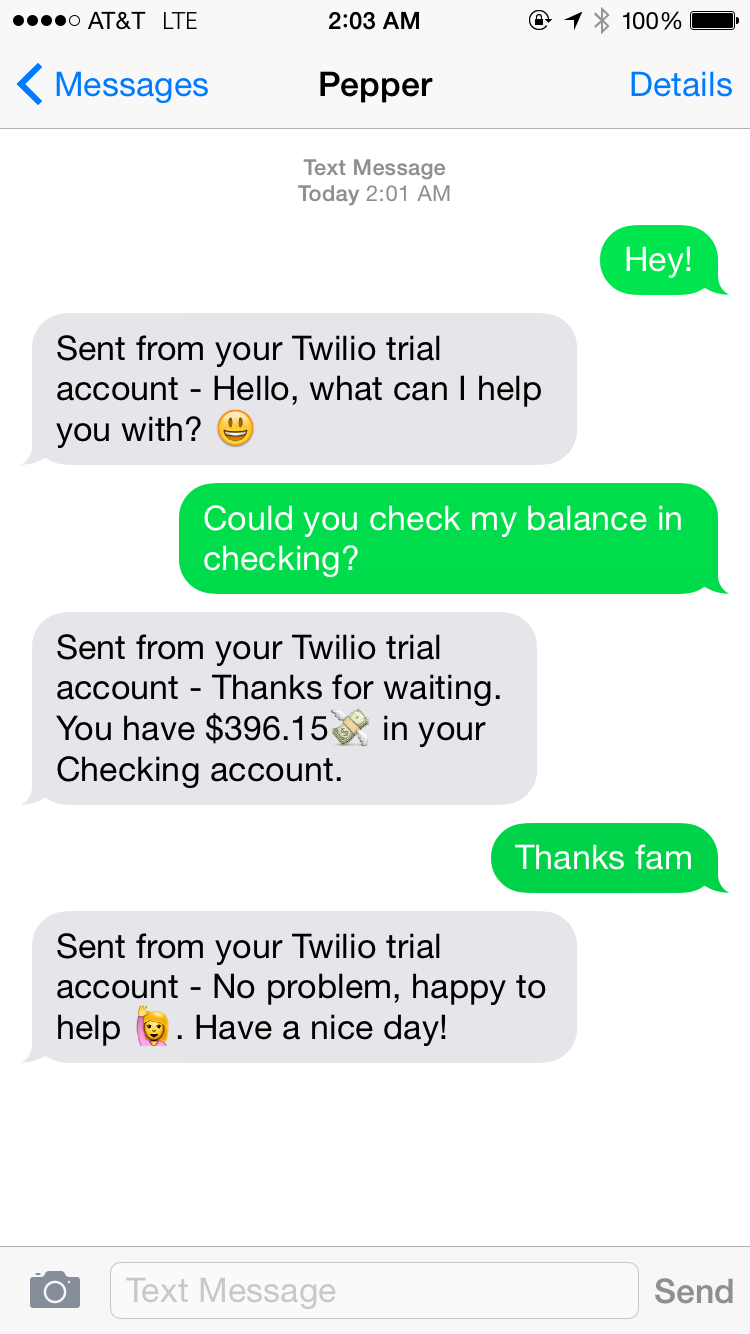 AT&T LTE 2:03 AM 100%
Messages Pepper Details
Text Message
Today 2:01 AM
Hey!
Sent from your Twilio trial
account - Hello, what can I help
you with? 😃
Could you check my balance in
checking?
Sent from your Twilio trial
account - Thanks for waiting.
You have $396.15💸 in your
Checking account.
Thanks fam
Sent from your Twilio trial
account - No problem, happy to
help 🙋. Have a nice day!
Text Message Send